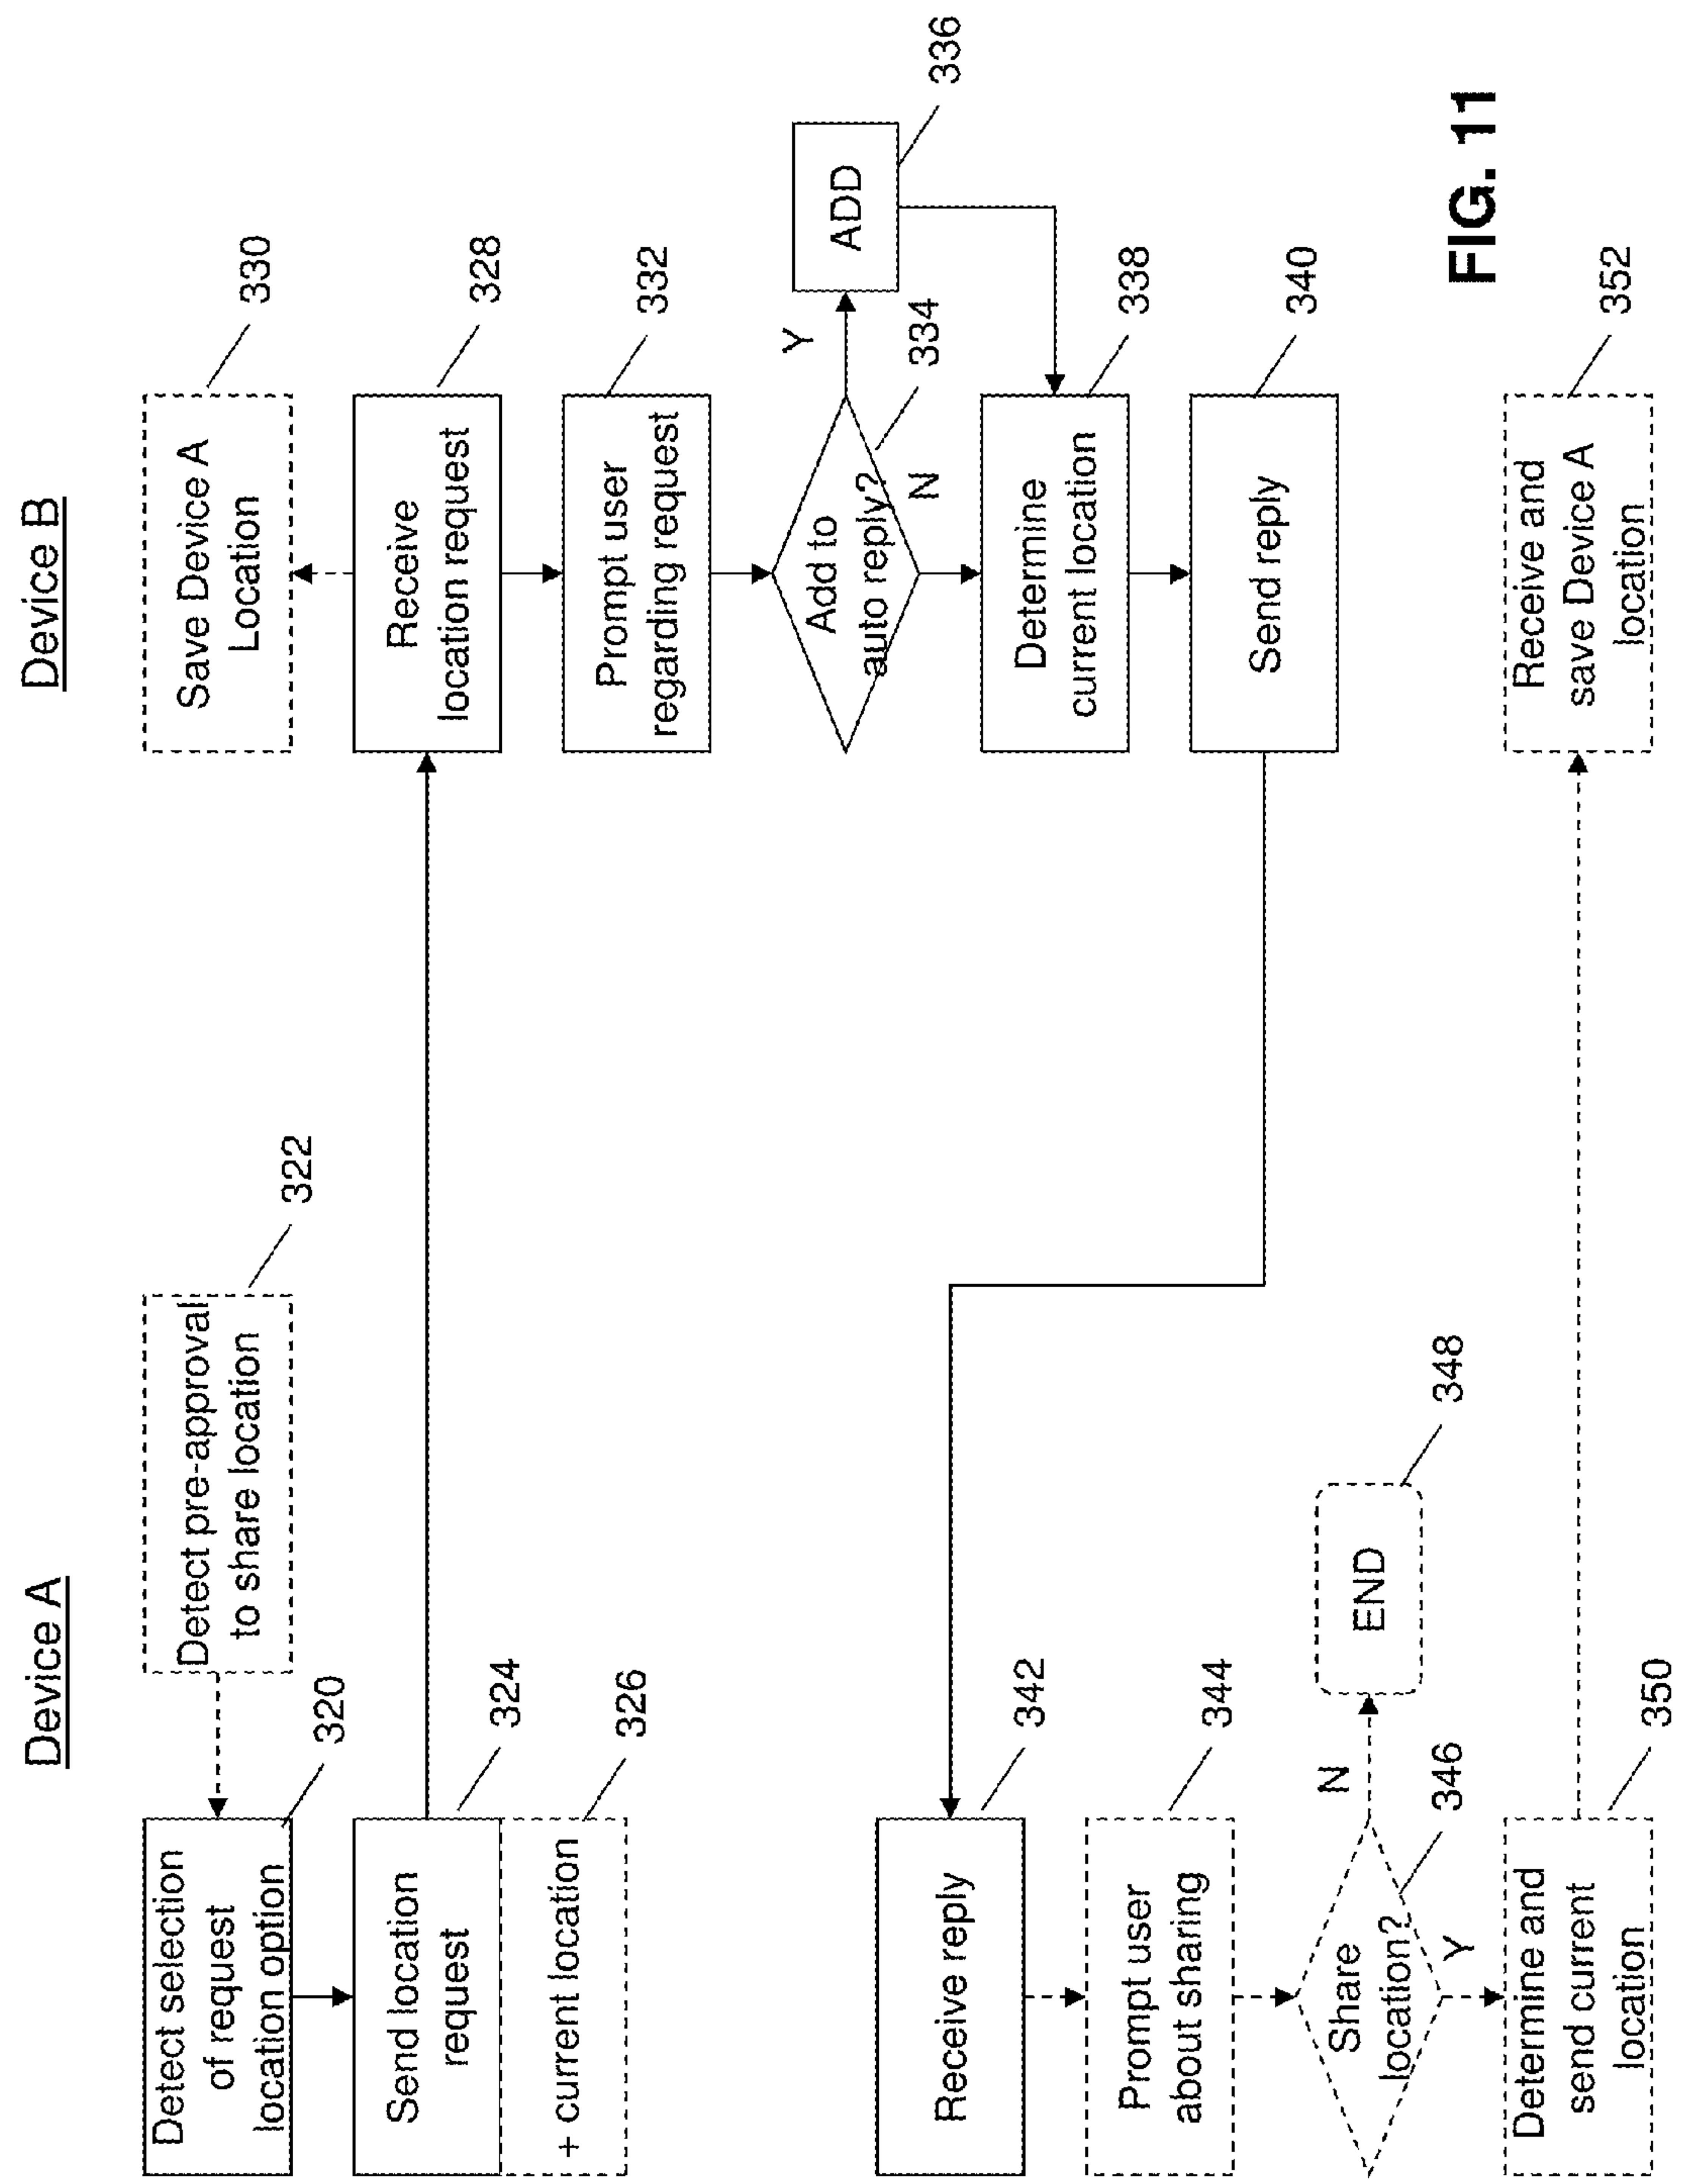 Device A
Device B
Detect selection
of request
location option
320
Detect pre-approval
to share location
322
Send location
request
324
+ current location
326
Save Device A
Location
330
Receive
location request
328
Prompt user
regarding request
332
Add to
auto reply?
334
Y
N
ADD
336
Determine
current location
338
Send reply
340
Receive reply
342
Prompt user
about sharing
344
Share
location?
346
N
Y
END
348
Determine and
send current
location
350
Receive and
save Device A
location
352
FIG. 11